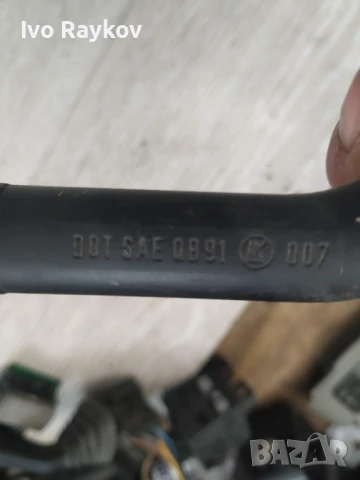 Ivo Raykov
DOT SAE QB91 K 007
BAZAR